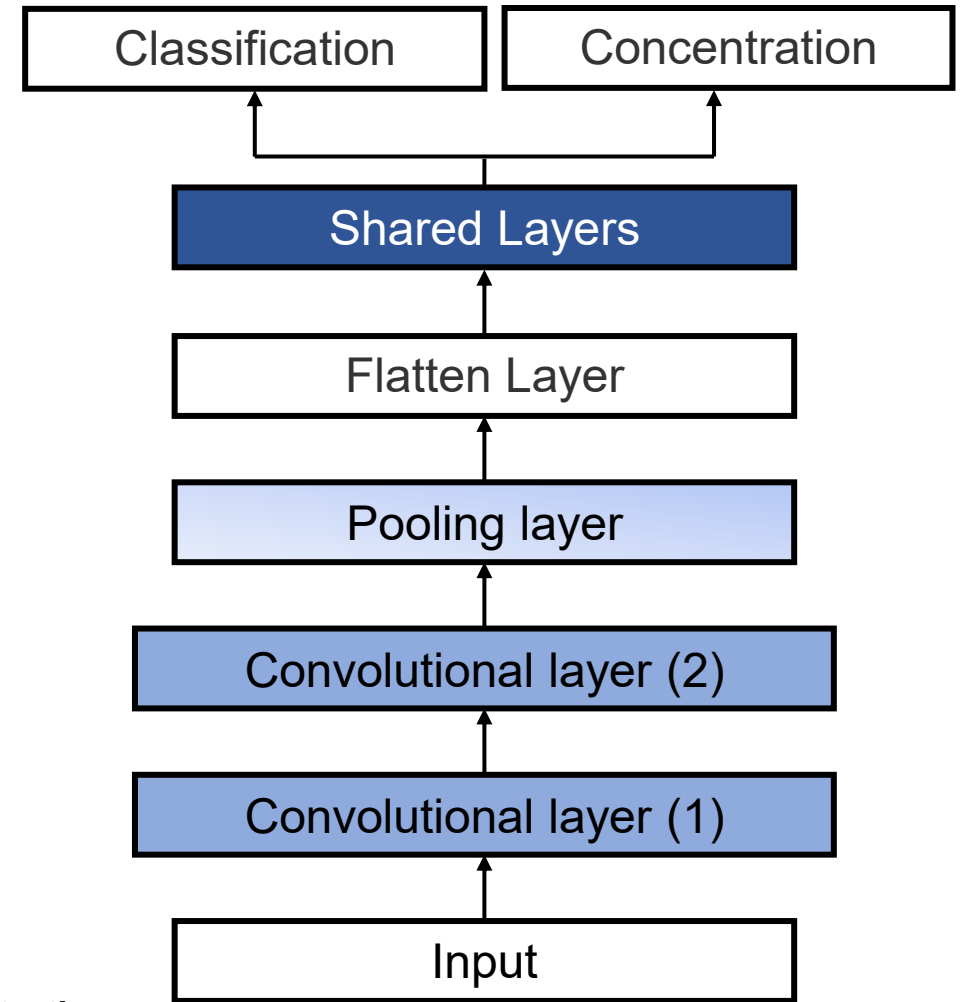 Classification
Concentration
Shared Layers
Flatten Layer
Pooling layer
Convolutional layer (2)
Convolutional layer (1)
Input